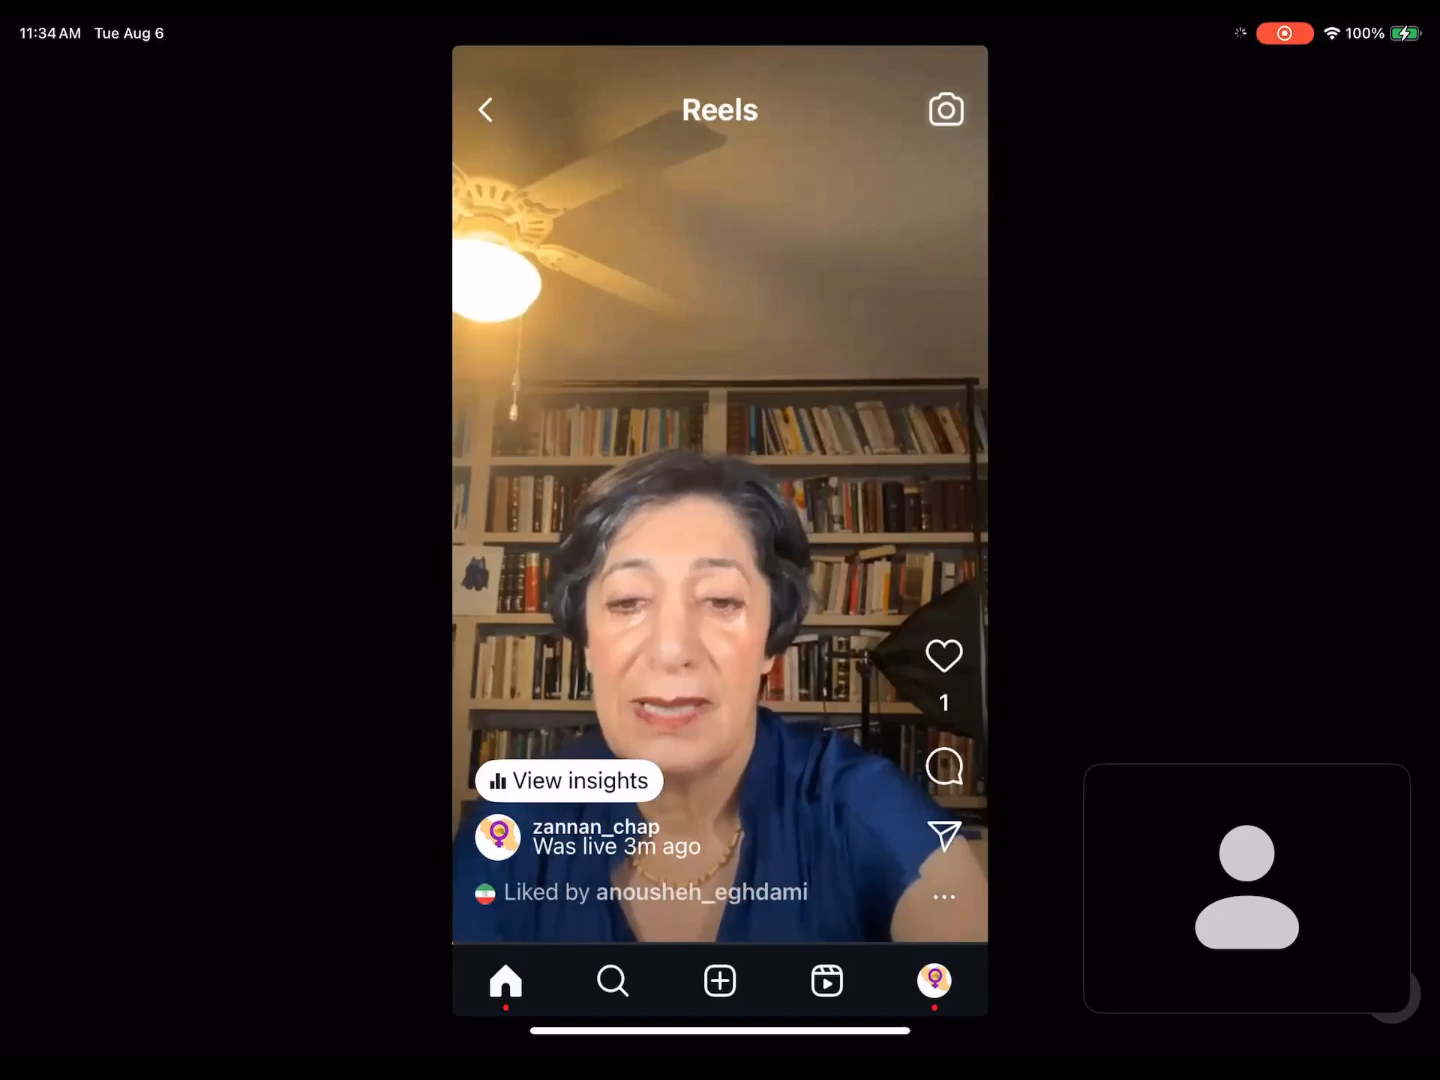 11:34 AM Tue Aug 6
100%
Reels
1
View insights
zannan_chap
Was live 3m ago
Liked by anousheh_eghdami
...